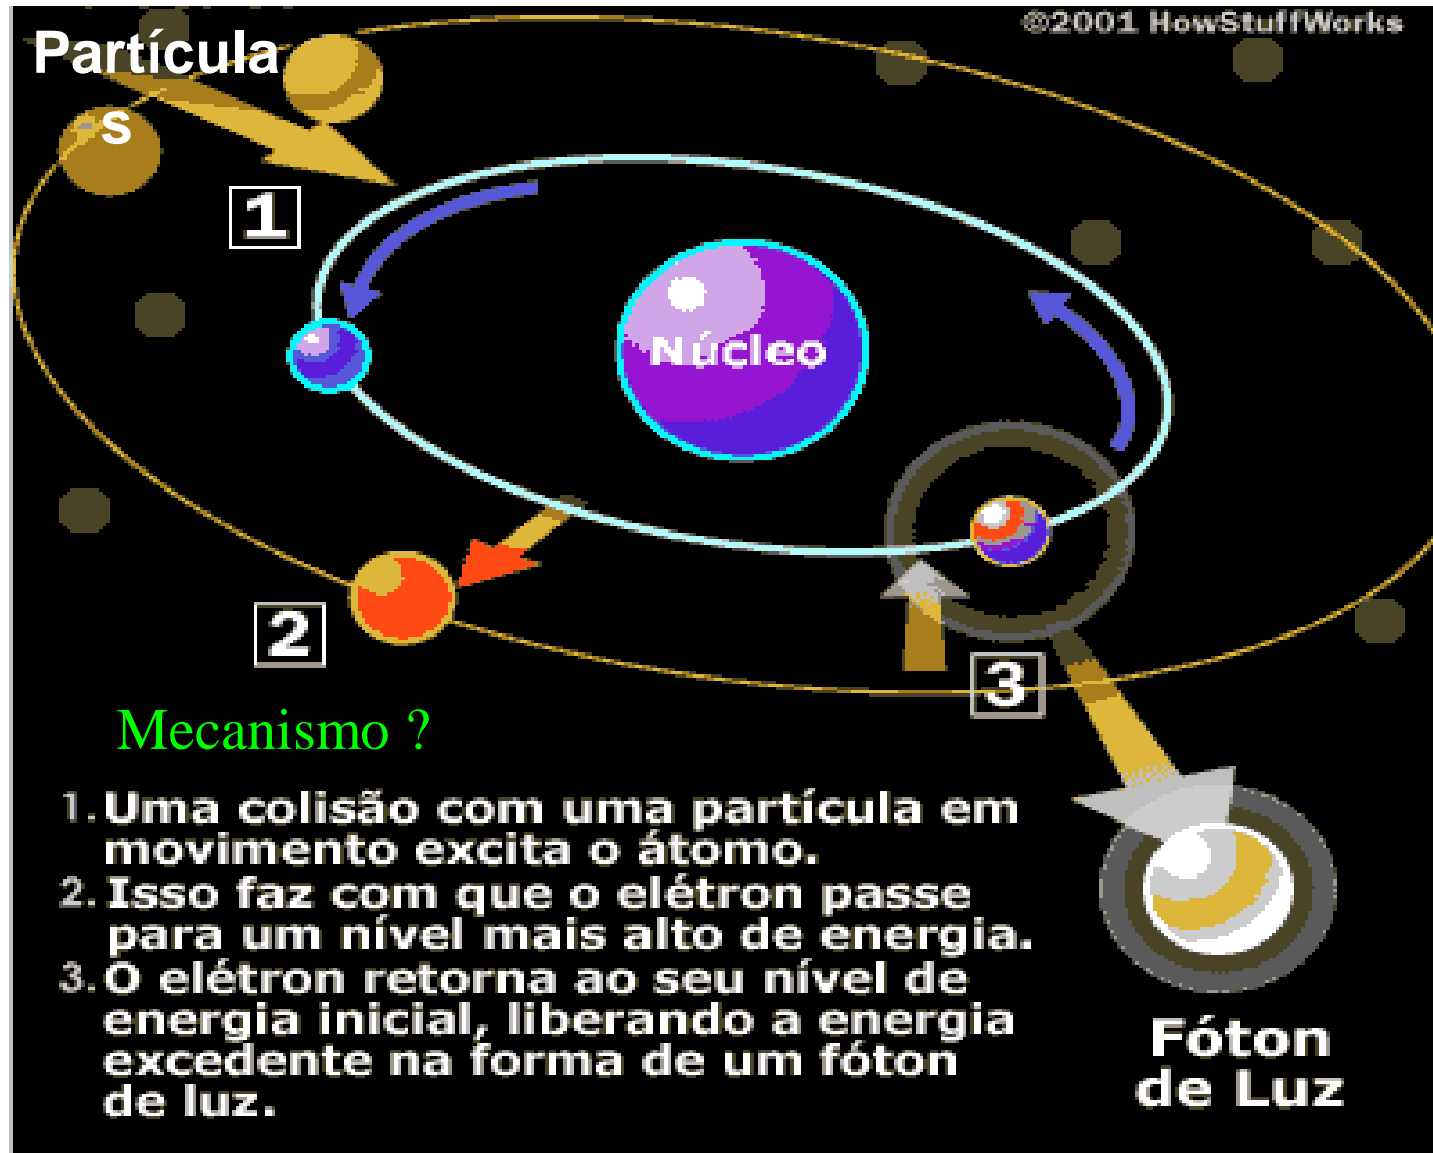 ©2001 HowStuffWorks
Partícula
-s
1
Núcleo
2
3
Mecanismo ?
1. Uma colisão com uma partícula em
movimento excita o átomo.
2. Isso faz com que o elétron passe
para um nível mais alto de energia.
3. O elétron retorna ao seu nível de
energia inicial, liberando a energia
excedente na forma de um fóton
de luz.
Fóton
de Luz